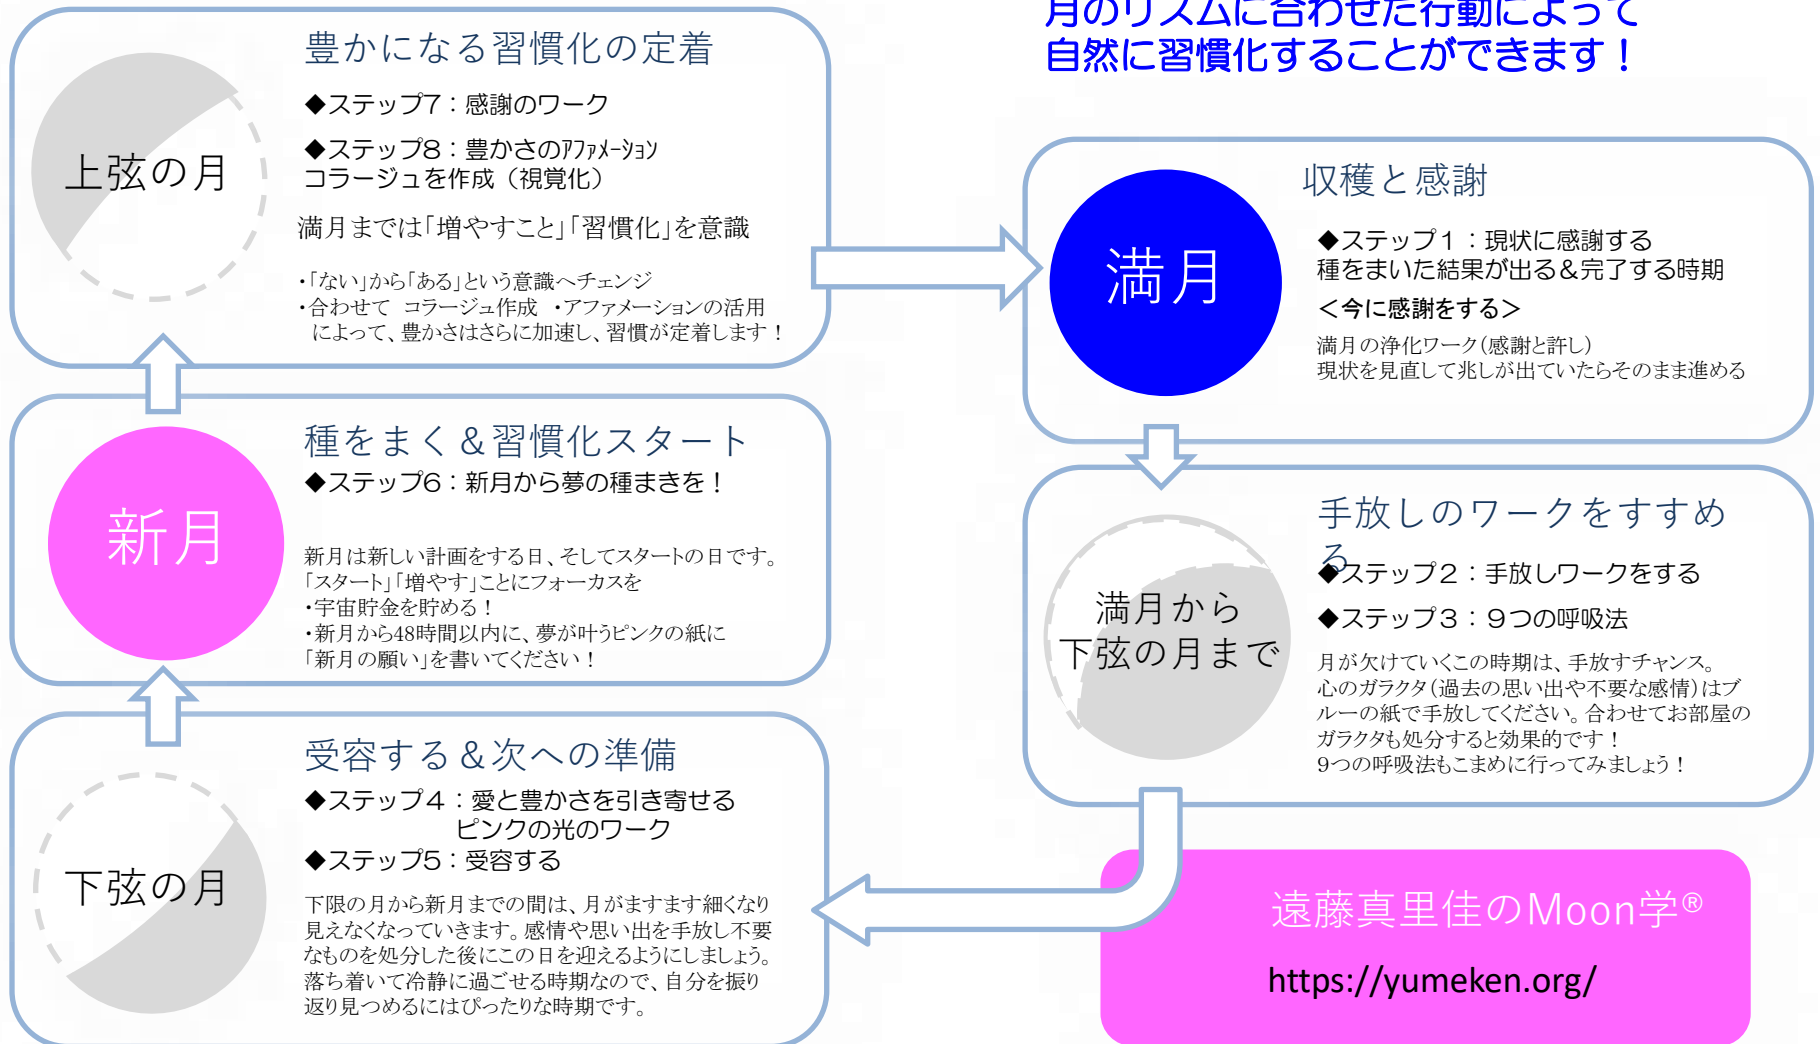 月のリズムに合わせた行動によって
自然に習慣化することができます！
上弦の月
豊かになる習慣化の定着
◆ステップ7：感謝のワーク
◆ステップ8：豊かさのｱﾌｧﾒｰｼｮﾝ
コラージュを作成（視覚化）
満月までは「増やすこと」「習慣化」を意識
・「ない」から「ある」という意識へチェンジ
・合わせて コラージュ作成 ・アファメーションの活用
によって、豊かさはさらに加速し、習慣が定着します！
満月
収穫と感謝
◆ステップ１：現状に感謝する
種をまいた結果が出る＆完了する時期
＜今に感謝をする＞
満月の浄化ワーク（感謝と許し）
現状を見直して兆しが出ていたらそのまま進める
新月
種をまく＆習慣化スタート
◆ステップ6：新月から夢の種まきを！
新月は新しい計画をする日、そしてスタートの日です。
「スタート」「増やす」ことにフォーカスを
・宇宙貯金を貯める！
・新月から48時間以内に、夢が叶うピンクの紙に
「新月の願い」を書いてください！
満月から
下弦の月まで
手放しのワークをすすめ
る
◆ステップ２：手放しワークをする
◆ステップ３：９つの呼吸法
月が欠けていくこの時期は、手放すチャンス。
心のガラクタ（過去の思い出や不要な感情）はブ
ルーの紙で手放してください。合わせてお部屋の
ガラクタも処分すると効果的です！
９つの呼吸法もこまめに行ってみましょう！
下弦の月
受容する＆次への準備
◆ステップ４：愛と豊かさを引き寄せる
ピンクの光のワーク
◆ステップ5：受容する
下限の月から新月までの間は、月がますます細くなり
見えなくなっていきます。感情や思い出を手放し不要
なものを処分した後にこの日を迎えるようにしましょう。
落ち着いて冷静に過ごせる時期なので、自分を振り
返り見つめるにはぴったりな時期です。
遠藤真里佳のMoon学®
https://yumeken.org/